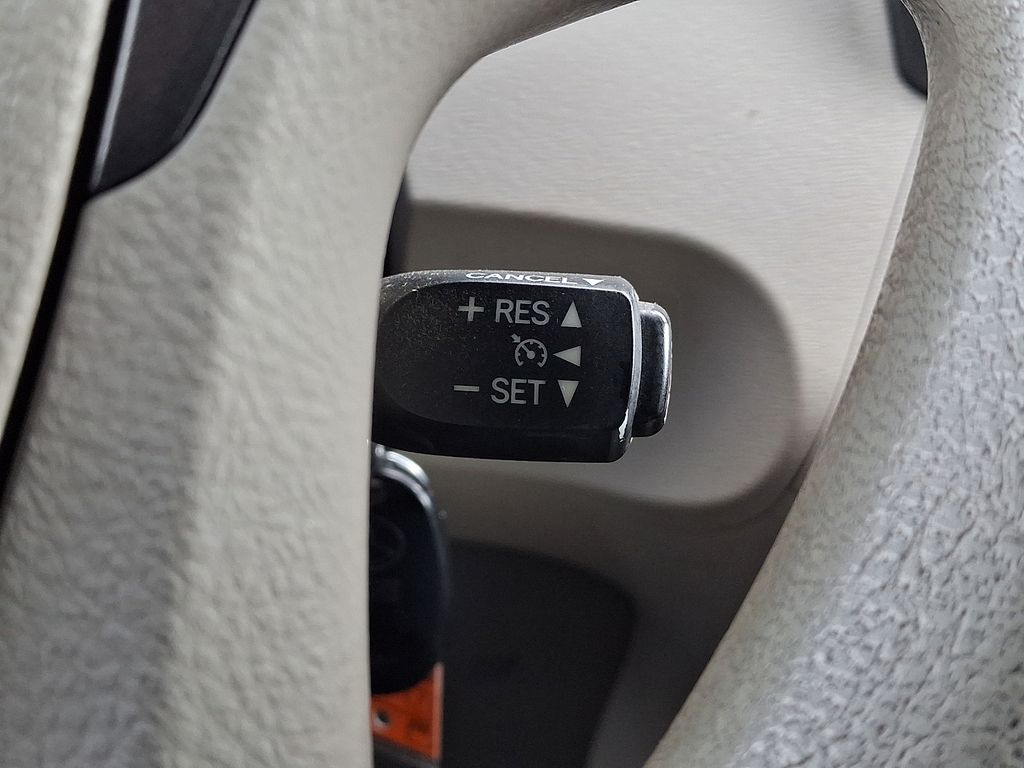 CANCEL ▼
+ RES ▲
◀
− SET ▼